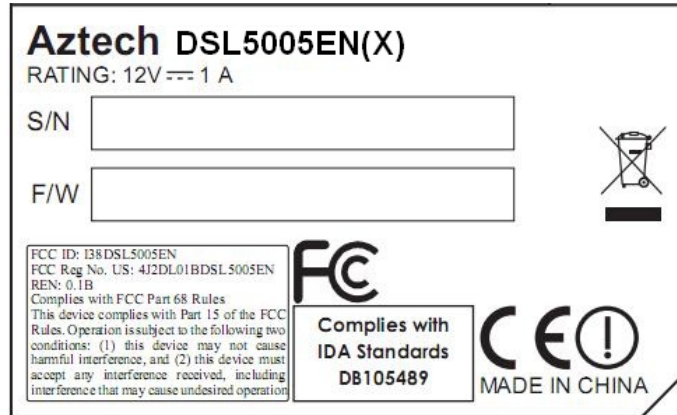 Aztech DSL5005EN(X)
RATING: 12V ⎓ 1 A
S/N
F/W
FCC ID: I38DSL5005EN
FCC Reg No. US: 4J2DL01BDSL5005EN
REN: 0.1B
Complies with FCC Part 68 Rules
This device complies with Part 15 of the FCC
Rules. Operation is subject to the following two
conditions: (1) this device may not cause
harmful interference, and (2) this device must
accept any interference received, including
interference that may cause undesired operation
FC
Complies with
IDA Standards
DB105489
CE
MADE IN CHINA